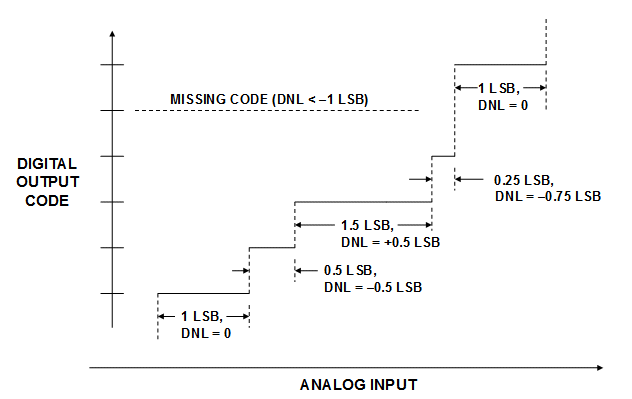 MISSING CODE (DNL < –1 LSB)
1 LSB,
DNL = 0
DIGITAL
OUTPUT
CODE
0.25 LSB,
DNL = –0.75 LSB
1.5 LSB,
DNL = +0.5 LSB
0.5 LSB,
DNL = –0.5 LSB
1 LSB,
DNL = 0
ANALOG INPUT